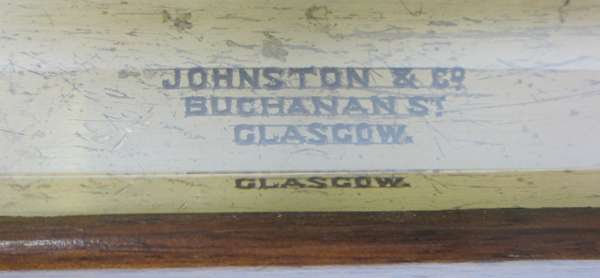 JOHNSTON & Co
BUCHANAN ST
GLASGOW.
GLASGOW.